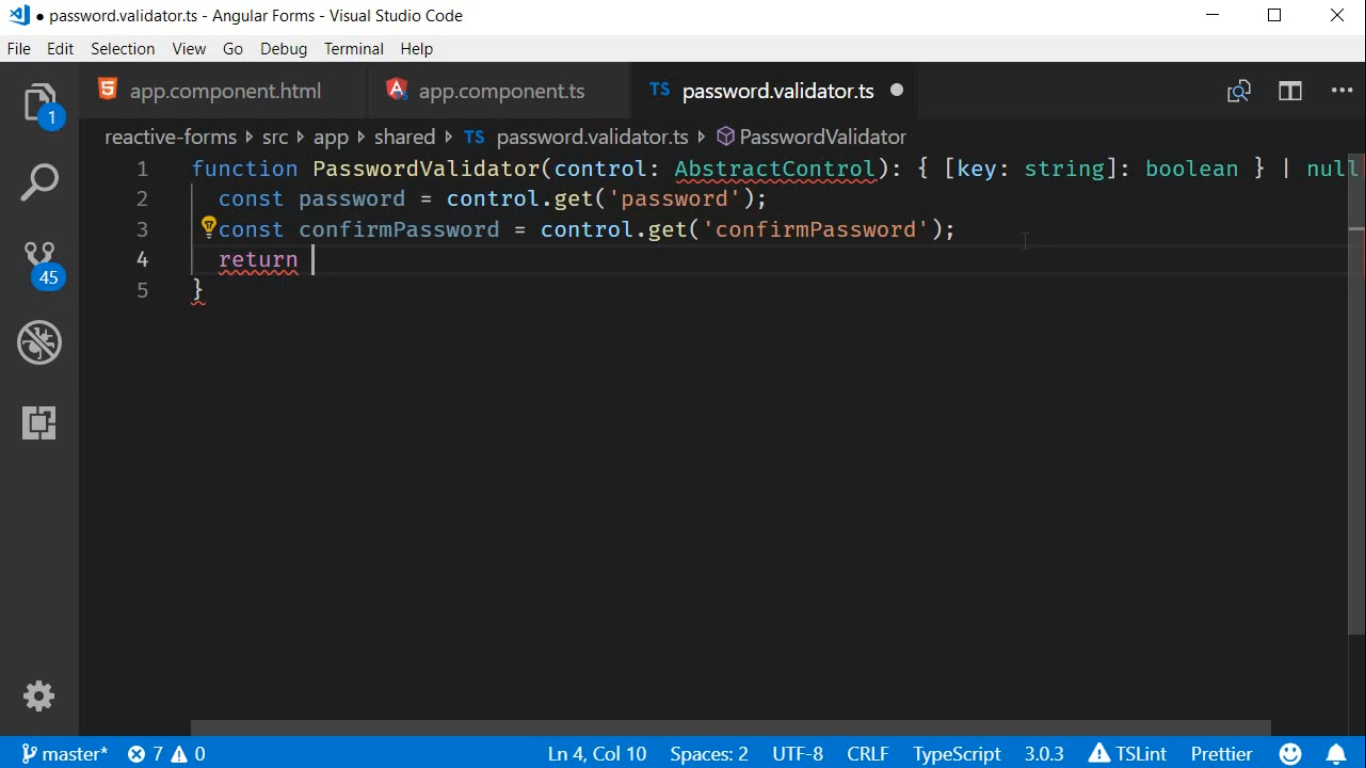 ● password.validator.ts - Angular Forms - Visual Studio Code
File Edit Selection View Go Debug Terminal Help
app.component.html app.component.ts TS password.validator.ts
reactive-forms src app shared TS password.validator.ts PasswordValidator
1 function PasswordValidator(control: AbstractControl): { [key: string]: boolean } | null
2 const password = control.get('password');
3 const confirmPassword = control.get('confirmPassword');
4 return
5 }
1
45
master* 7 0 Ln 4, Col 10 Spaces: 2 UTF-8 CRLF TypeScript 3.0.3 TSLint Prettier